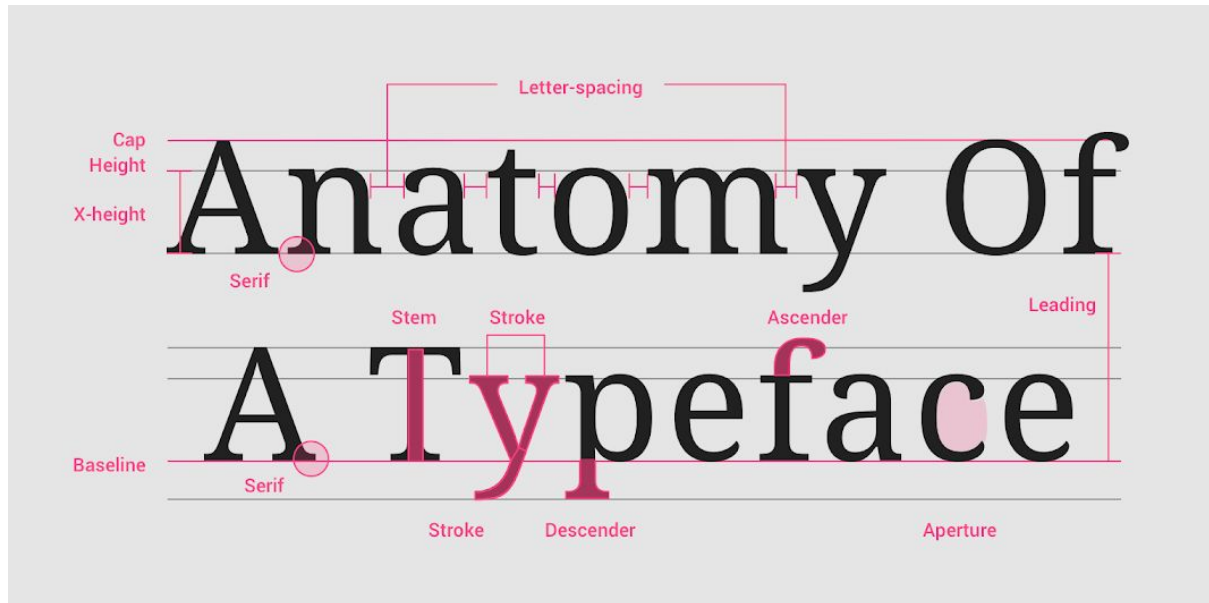 Letter-spacing
Cap
Height
X-height
Anatomy Of
Serif
Leading
Stem
Stroke
Ascender
A Typeface
Baseline
Serif
Stroke
Descender
Aperture